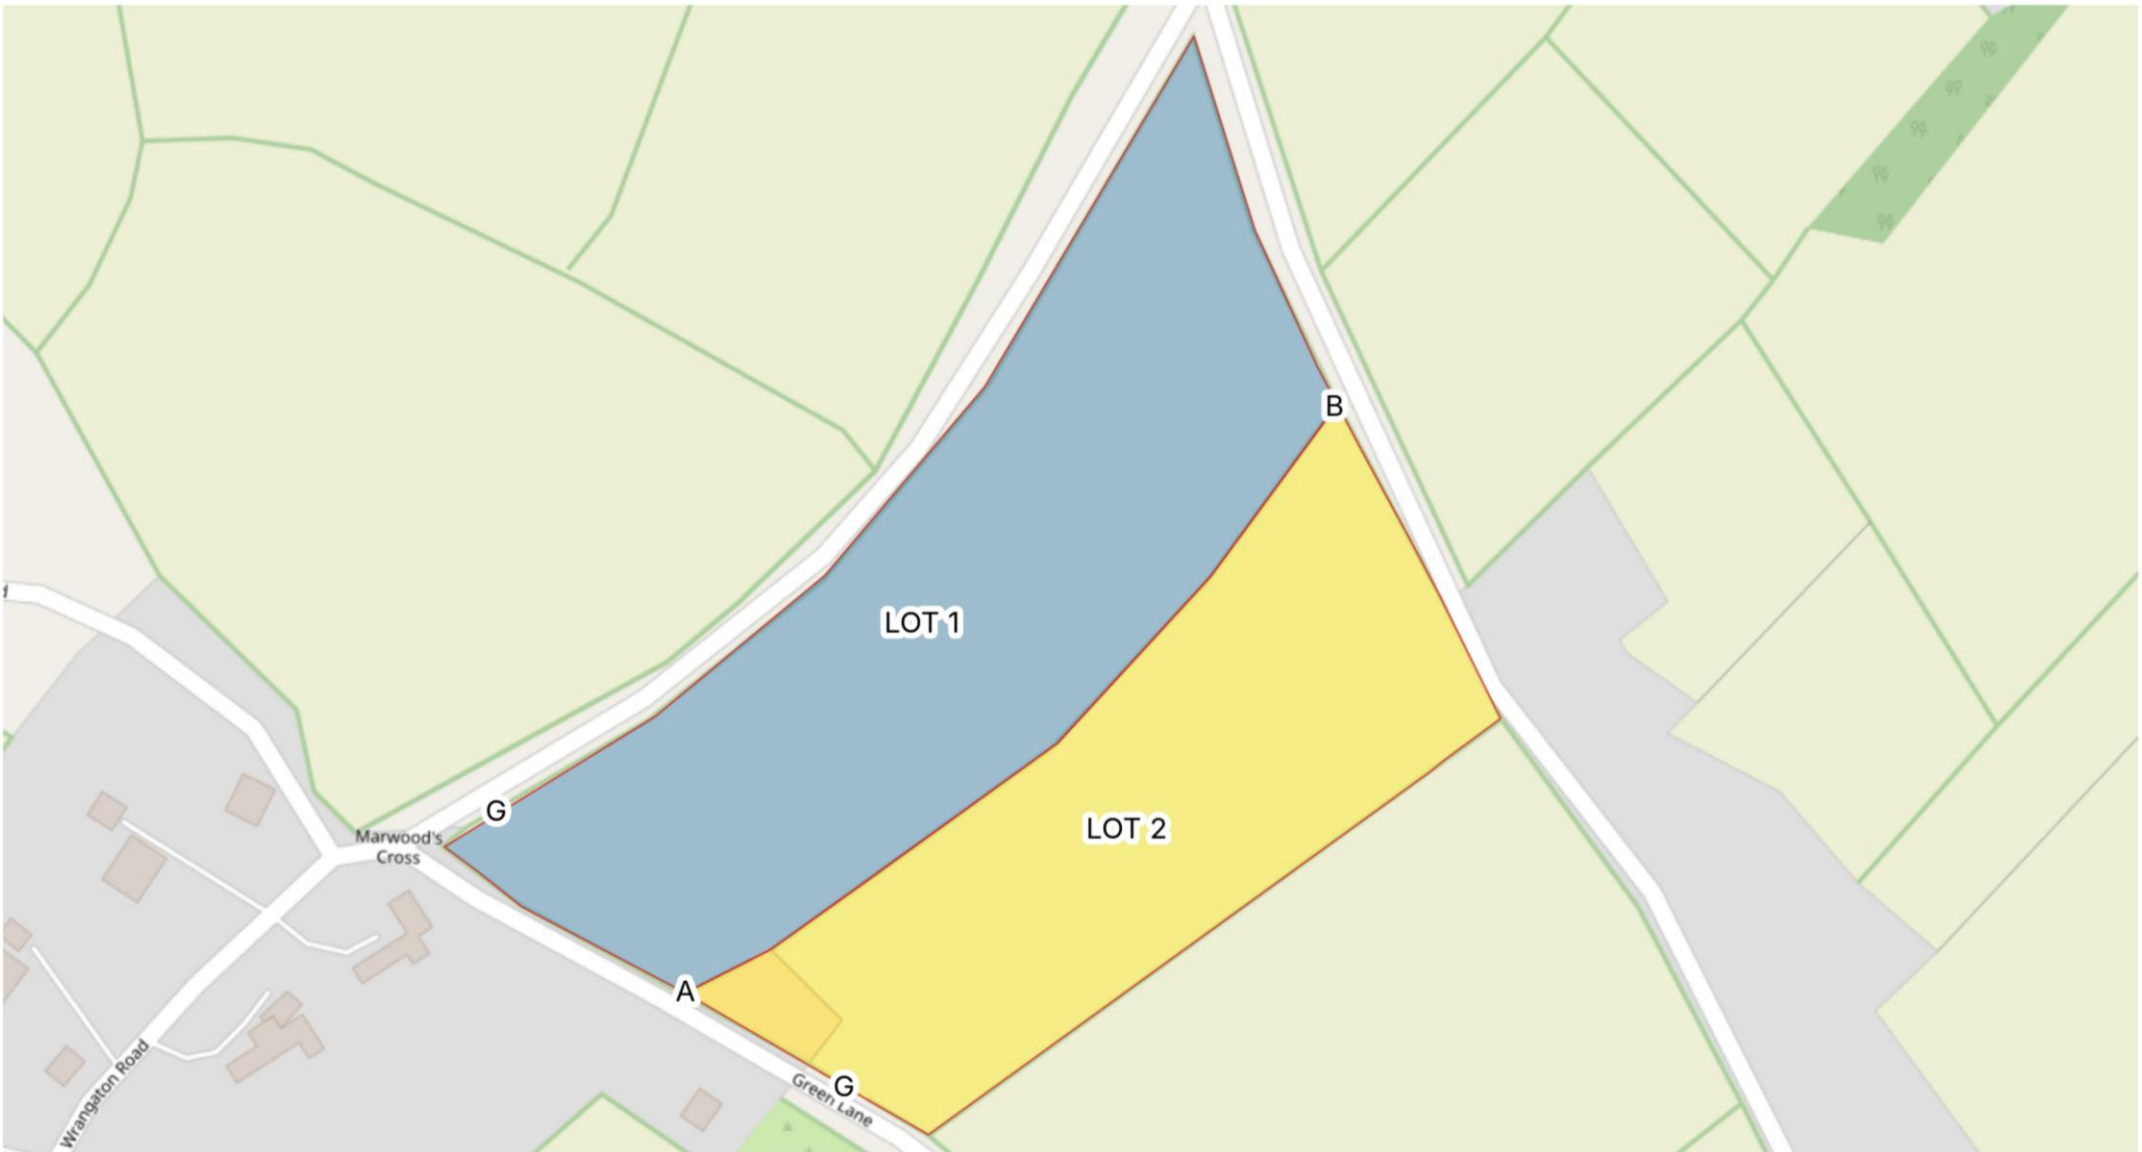 B
LOT 1
G
LOT 2
Marwood's
Cross
A
Wrangaton Road
G
Green Lane